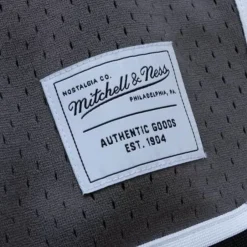 NOSTALGIA CO.
Mitchell & Ness
PHILADELPHIA, PA.
AUTHENTIC GOODS
EST. 1904